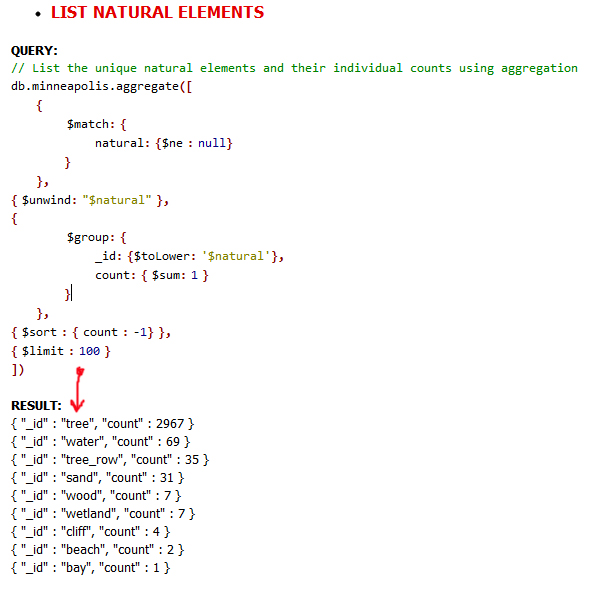 • LIST NATURAL ELEMENTS
QUERY:
// List the unique natural elements and their individual counts using aggregation
db.minneapolis.aggregate([
{
$match: {
natural: {$ne : null}
}
},
{ $unwind: "$natural" },
{
$group: {
_id: {$toLower: '$natural'},
count: { $sum: 1 }
}
},
{ $sort : { count : -1} },
{ $limit : 100 }
])
RESULT:
{ "_id" : "tree", "count" : 2967 }
{ "_id" : "water", "count" : 69 }
{ "_id" : "tree_row", "count" : 35 }
{ "_id" : "sand", "count" : 31 }
{ "_id" : "wood", "count" : 7 }
{ "_id" : "wetland", "count" : 7 }
{ "_id" : "cliff", "count" : 4 }
{ "_id" : "beach", "count" : 2 }
{ "_id" : "bay", "count" : 1 }